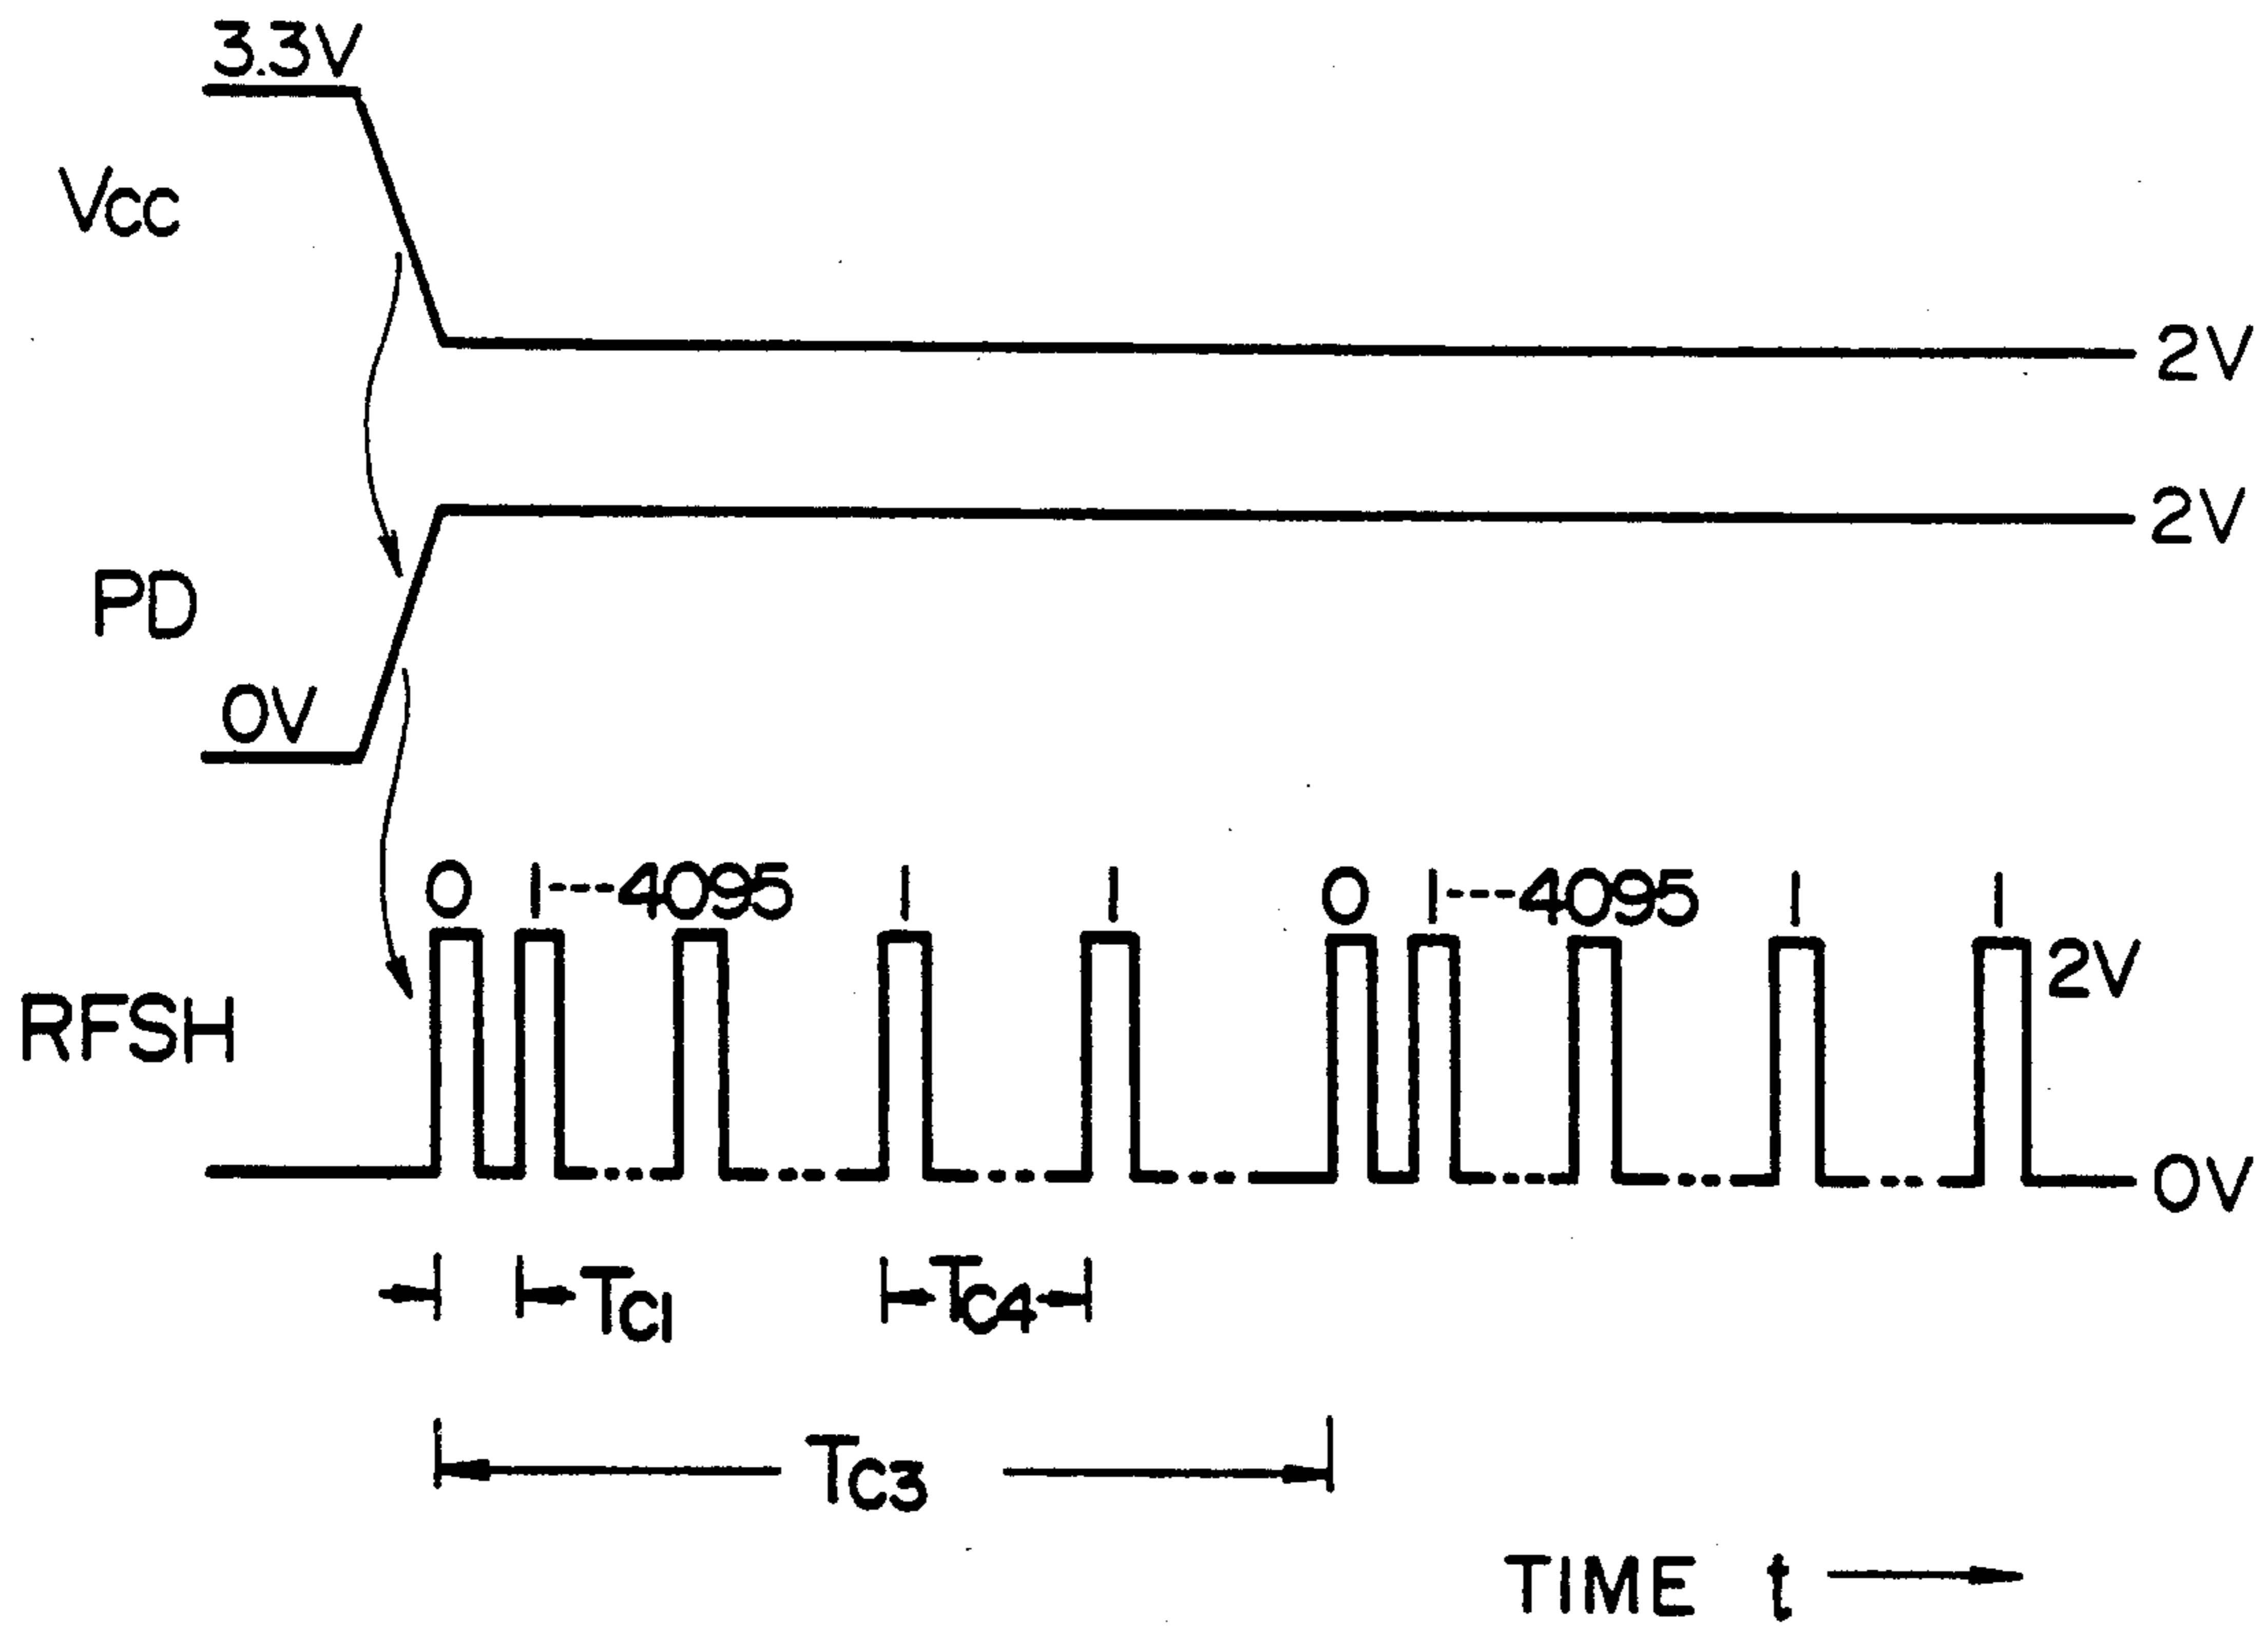 3.3V
Vcc
2V
2V
PD
0V
0 1---4095 1 1 0 1---4095 1 1
RFSH
2V
0V
Tc1
Tc4
Tc3
TIME t